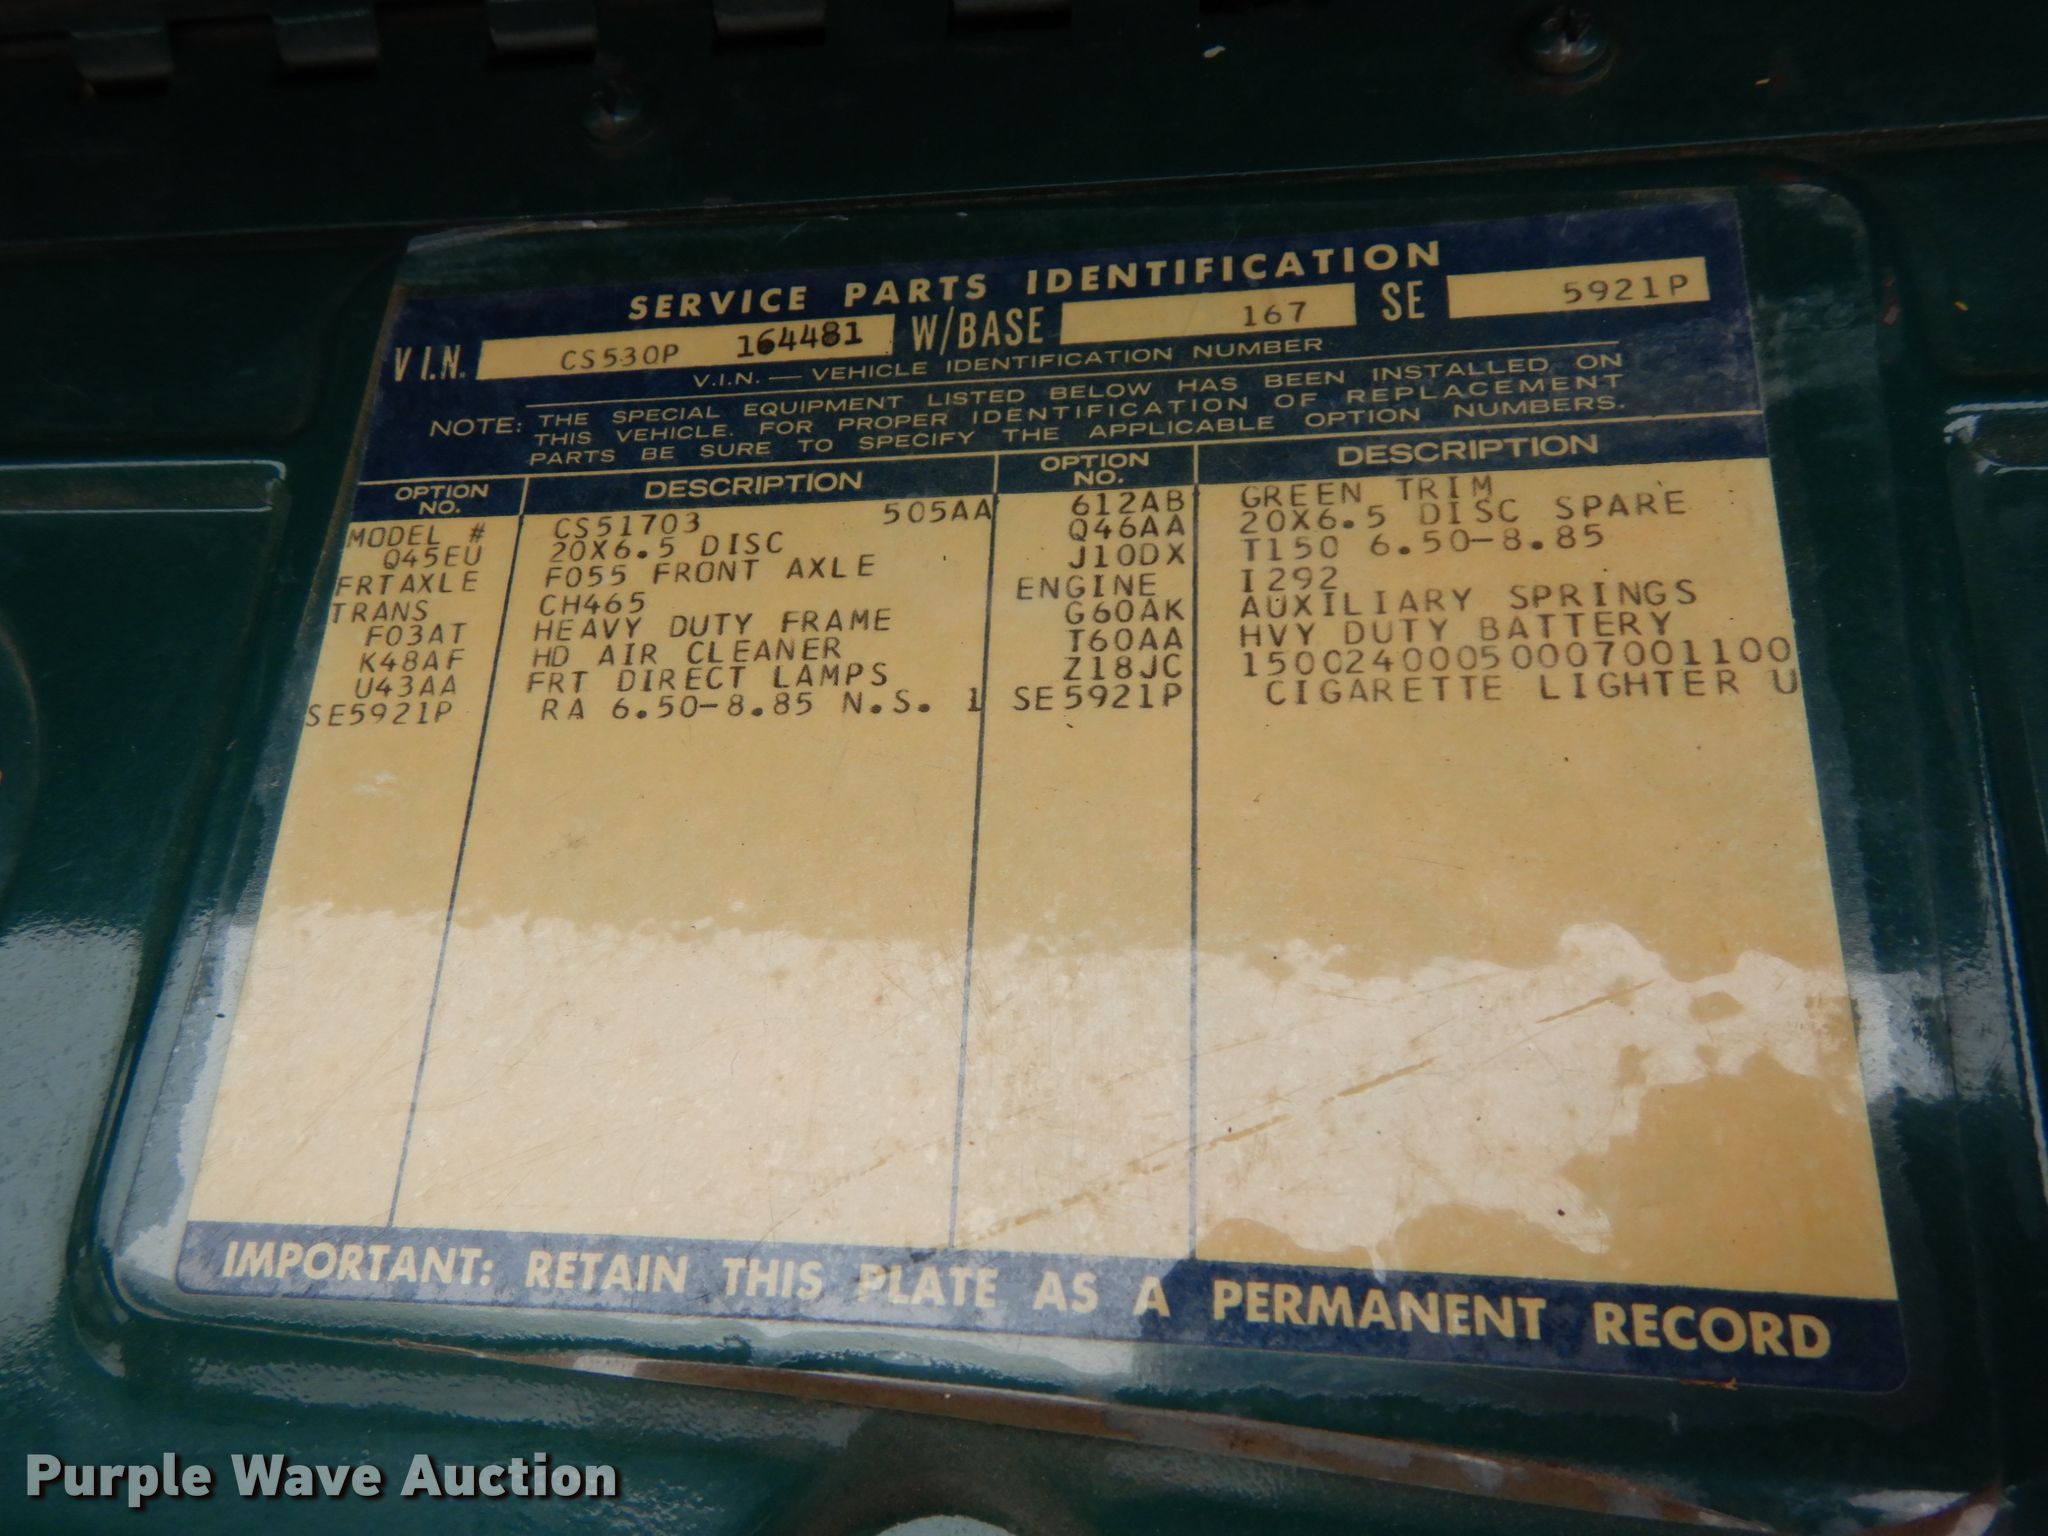 SERVICE PARTS IDENTIFICATION
V.I.N. CS530P 164481 W/BASE 167 SE 5921P
V.I.N. — VEHICLE IDENTIFICATION NUMBER
NOTE: THE SPECIAL EQUIPMENT LISTED BELOW HAS BEEN INSTALLED ON
THIS VEHICLE. FOR PROPER IDENTIFICATION OF REPLACEMENT
PARTS BE SURE TO SPECIFY THE APPLICABLE OPTION NUMBERS.
OPTION NO. DESCRIPTION OPTION NO. DESCRIPTION
MODEL # CS51703 505AA 612AB GREEN TRIM
Q45EU 20X6.5 DISC Q46AA 20X6.5 DISC SPARE
FRTAXLE F055 FRONT AXLE J10DX T150 6.50-8.85
TRANS CH465 ENGINE I292
F03AT HEAVY DUTY FRAME G60AK AUXILIARY SPRINGS
K48AF HD AIR CLEANER T60AA HVY DUTY BATTERY
U43AA FRT DIRECT LAMPS Z18JC 15002400050007001100
SE5921P RA 6.50-8.85 N.S. 1 SE5921P CIGARETTE LIGHTER U
IMPORTANT: RETAIN THIS PLATE AS A PERMANENT RECORD
Purple Wave Auction